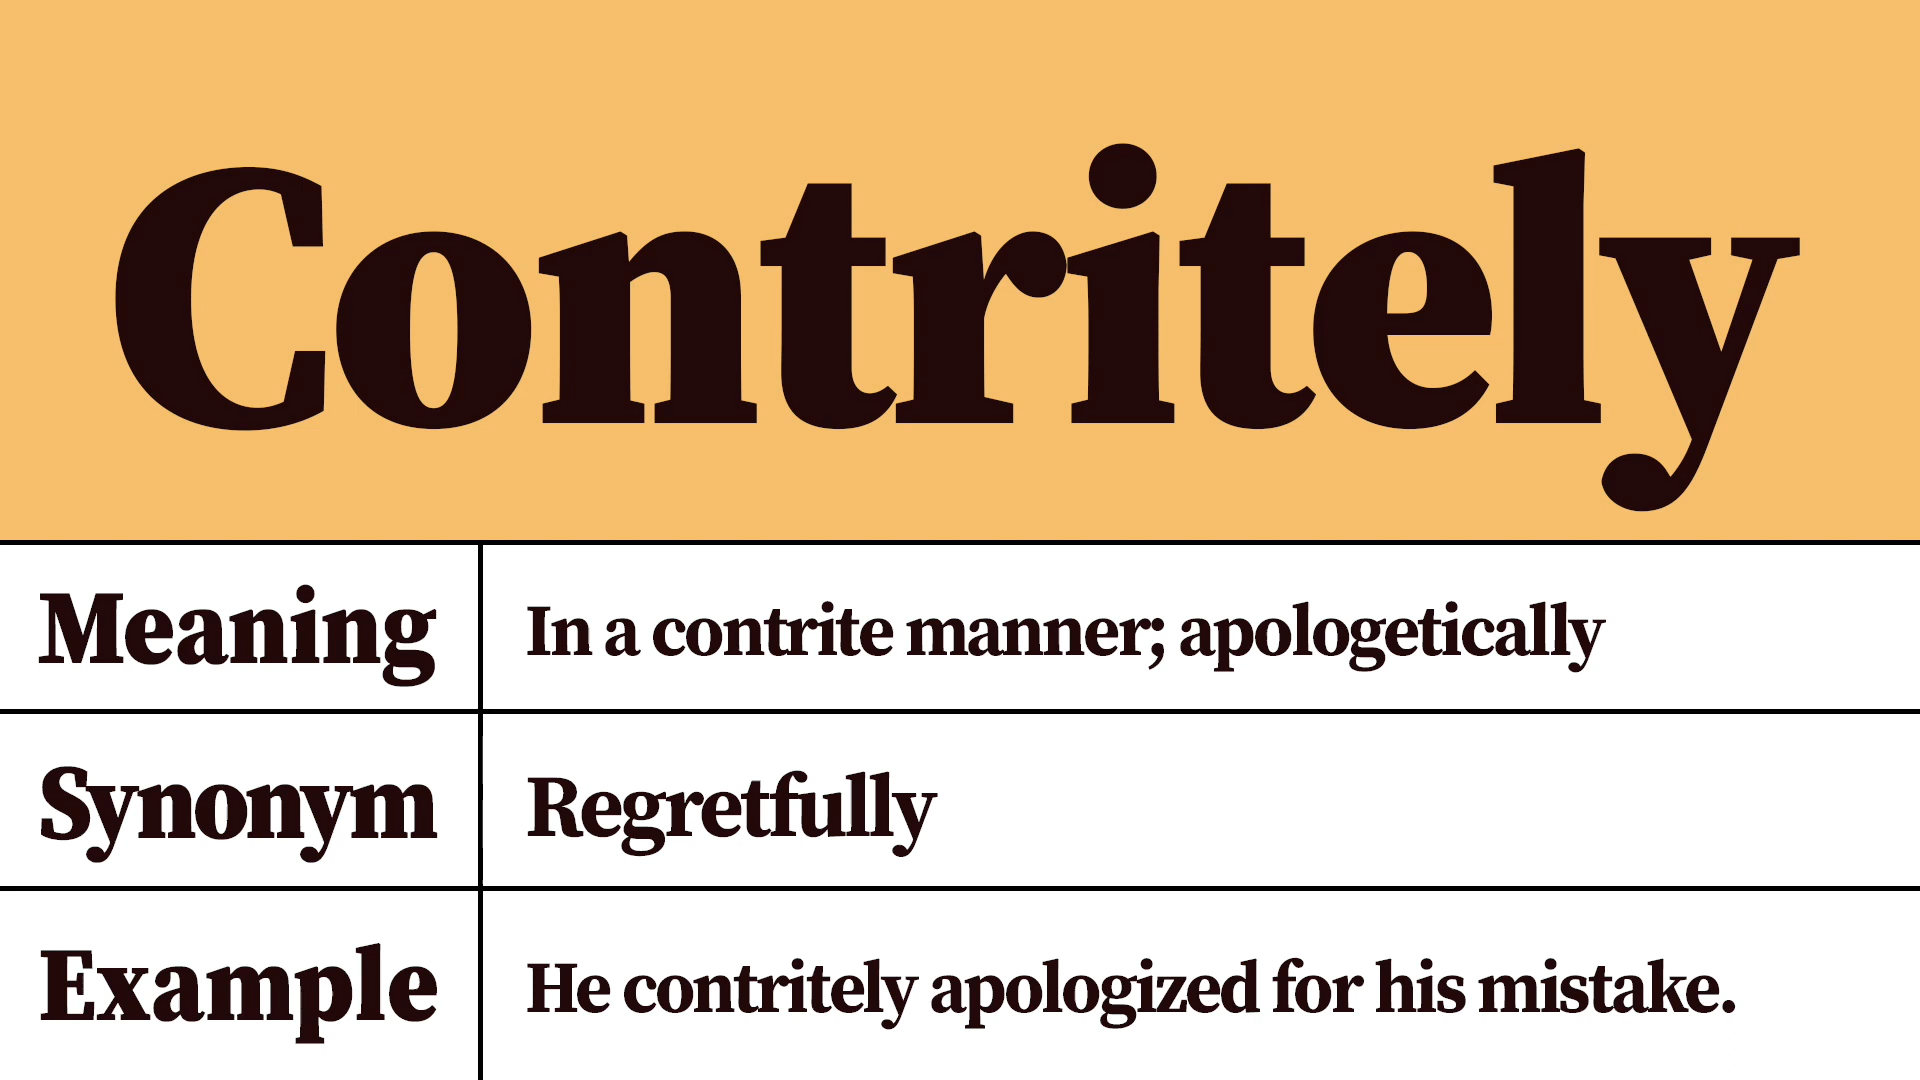 Contritely
Meaning
In a contrite manner; apologetically
Synonym
Regretfully
Example
He contritely apologized for his mistake.